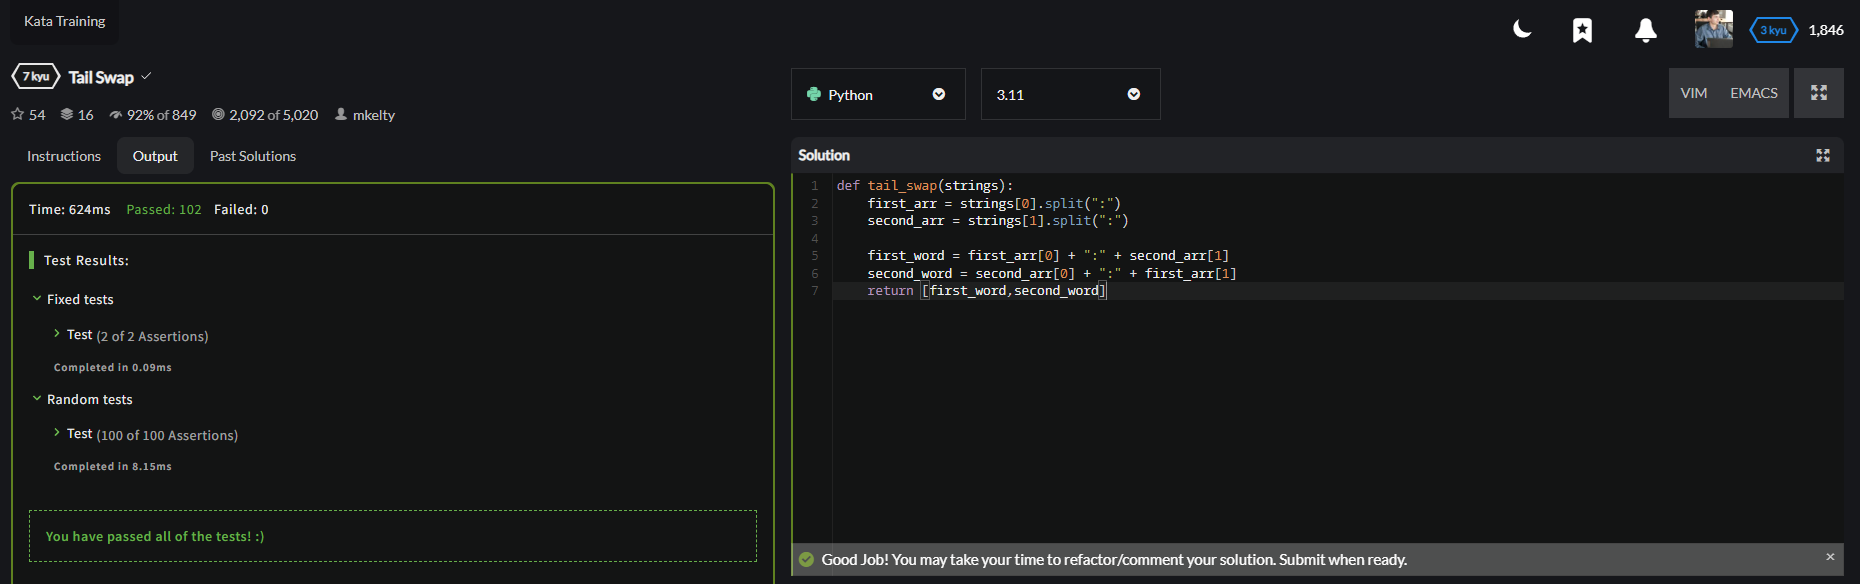 Kata Training
3 kyu 1,846
7 kyu Tail Swap
54 16 92% of 849 2,092 of 5,020 mkelty
Instructions Output Past Solutions
Time: 624ms Passed: 102 Failed: 0
Test Results:
Fixed tests
Test (2 of 2 Assertions)
Completed in 0.09ms
Random tests
Test (100 of 100 Assertions)
Completed in 8.15ms
You have passed all of the tests! :)
Python 3.11 VIM EMACS
Solution
1 def tail_swap(strings):
2 first_arr = strings[0].split(":")
3 second_arr = strings[1].split(":")
4
5 first_word = first_arr[0] + ":" + second_arr[1]
6 second_word = second_arr[0] + ":" + first_arr[1]
7 return [first_word,second_word]
Good Job! You may take your time to refactor/comment your solution. Submit when ready. ×